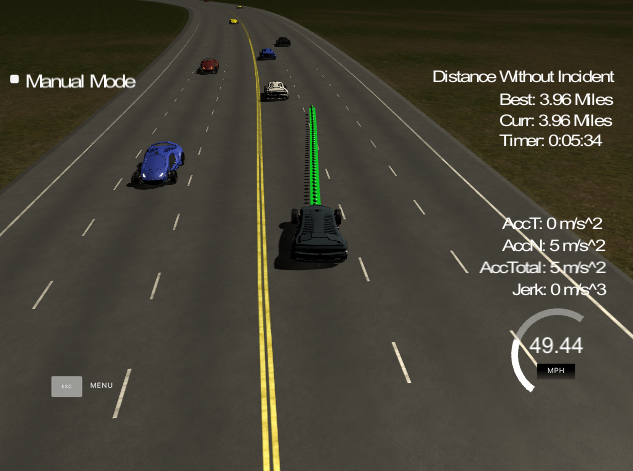 Manual Mode
Distance Without Incident
Best: 3.96 Miles
Curr: 3.96 Miles
Timer: 0:05:34
AccT: 0 m/s^2
AccN: 5 m/s^2
AccTotal: 5 m/s^2
Jerk: 0 m/s^3
49.44
MPH
ESC MENU